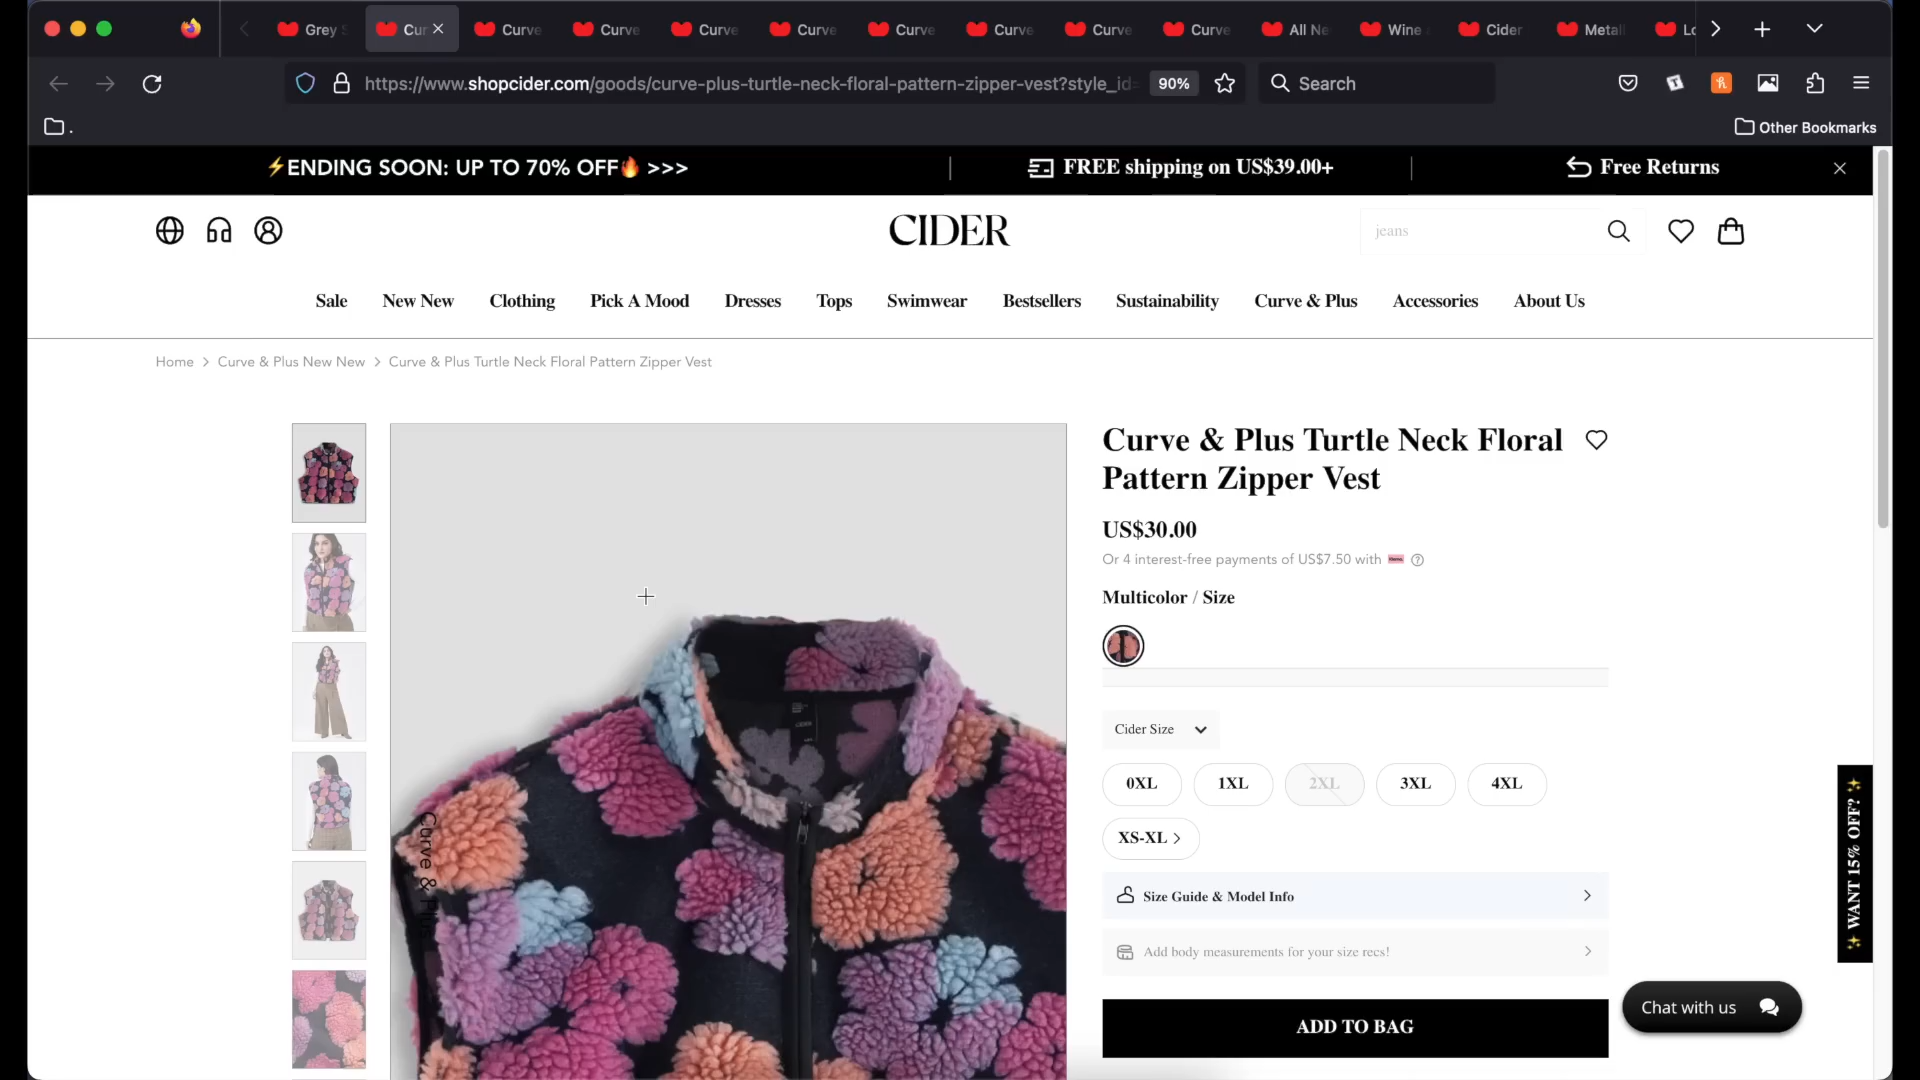 Grey
Cur
Curve
Curve
Curve
Curve
Curve
Curve
Curve
Curve
All Ne
Wine
Cider
Metall
Lo
https://www.shopcider.com/goods/curve-plus-turtle-neck-floral-pattern-zipper-vest?style_id=
90%
Search
.
Other Bookmarks
⚡ENDING SOON: UP TO 70% OFF🔥 >>>
FREE shipping on US$39.00+
Free Returns
CIDER
jeans
Sale
New New
Clothing
Pick A Mood
Dresses
Tops
Swimwear
Bestsellers
Sustainability
Curve & Plus
Accessories
About Us
Home > Curve & Plus New New > Curve & Plus Turtle Neck Floral Pattern Zipper Vest
Curve & Plus Turtle Neck Floral
Pattern Zipper Vest
US$30.00
Or 4 interest-free payments of US$7.50 with
Multicolor / Size
Cider Size
0XL
1XL
2XL
3XL
4XL
XS-XL >
Size Guide & Model Info
Add body measurements for your size recs!
ADD TO BAG
Curve & Plus
CIDER
✨ WANT 15% OFF? ✨
Chat with us